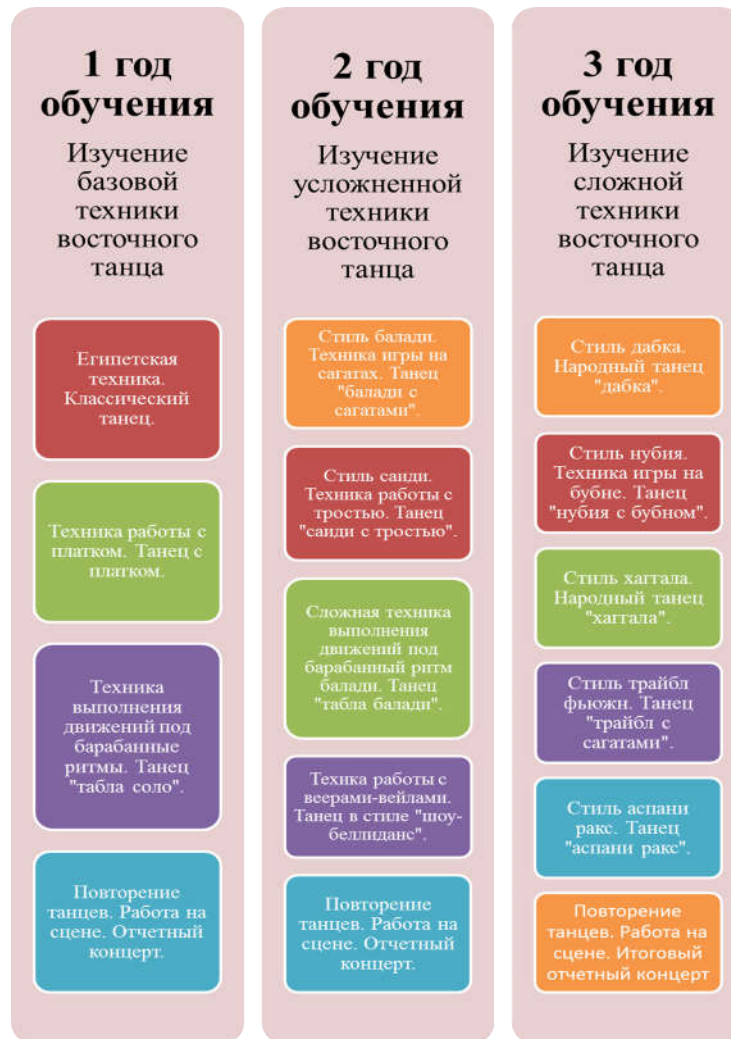 1 год
обучения
Изучение
базовой
техники
восточного
танца
Египетская
техника.
Классический
танец.
Техника работы с
платком. Танец с
платком.
Техника
выполнения
движений под
барабанные
ритмы. Танец
"табла соло".
Повторение
танцев. Работа на
сцене. Отчетный
концерт.
2 год
обучения
Изучение
усложненной
техники
восточного
танца
Стиль балади.
Техника игры на
сагатах. Танец
"балади с
сагатами".
Стиль саиди.
Техника работы с
тростью. Танец
"саиди с тростью".
Сложная техника
выполнения
движений под
барабанный ритм
балади. Танец
"табла балади".
Техика работы с
веерами-вейлами.
Танец в стиле "шоу-
беллиданс".
Повторение
танцев. Работа на
сцене. Отчетный
концерт.
3 год
обучения
Изучение
сложной
техники
восточного
танца
Стиль дабка.
Народный танец
"дабка".
Стиль нубия.
Техника игры на
бубне. Танец
"нубия с бубном".
Стиль хаггала.
Народный танец
"хаггала".
Стиль трайбл
фьюжн. Танец
"трайбл с
сагатами".
Стиль аспани
ракс. Танец
"аспани ракс".
Повторение
танцев. Работа на
сцене. Итоговый
отчетный концерт